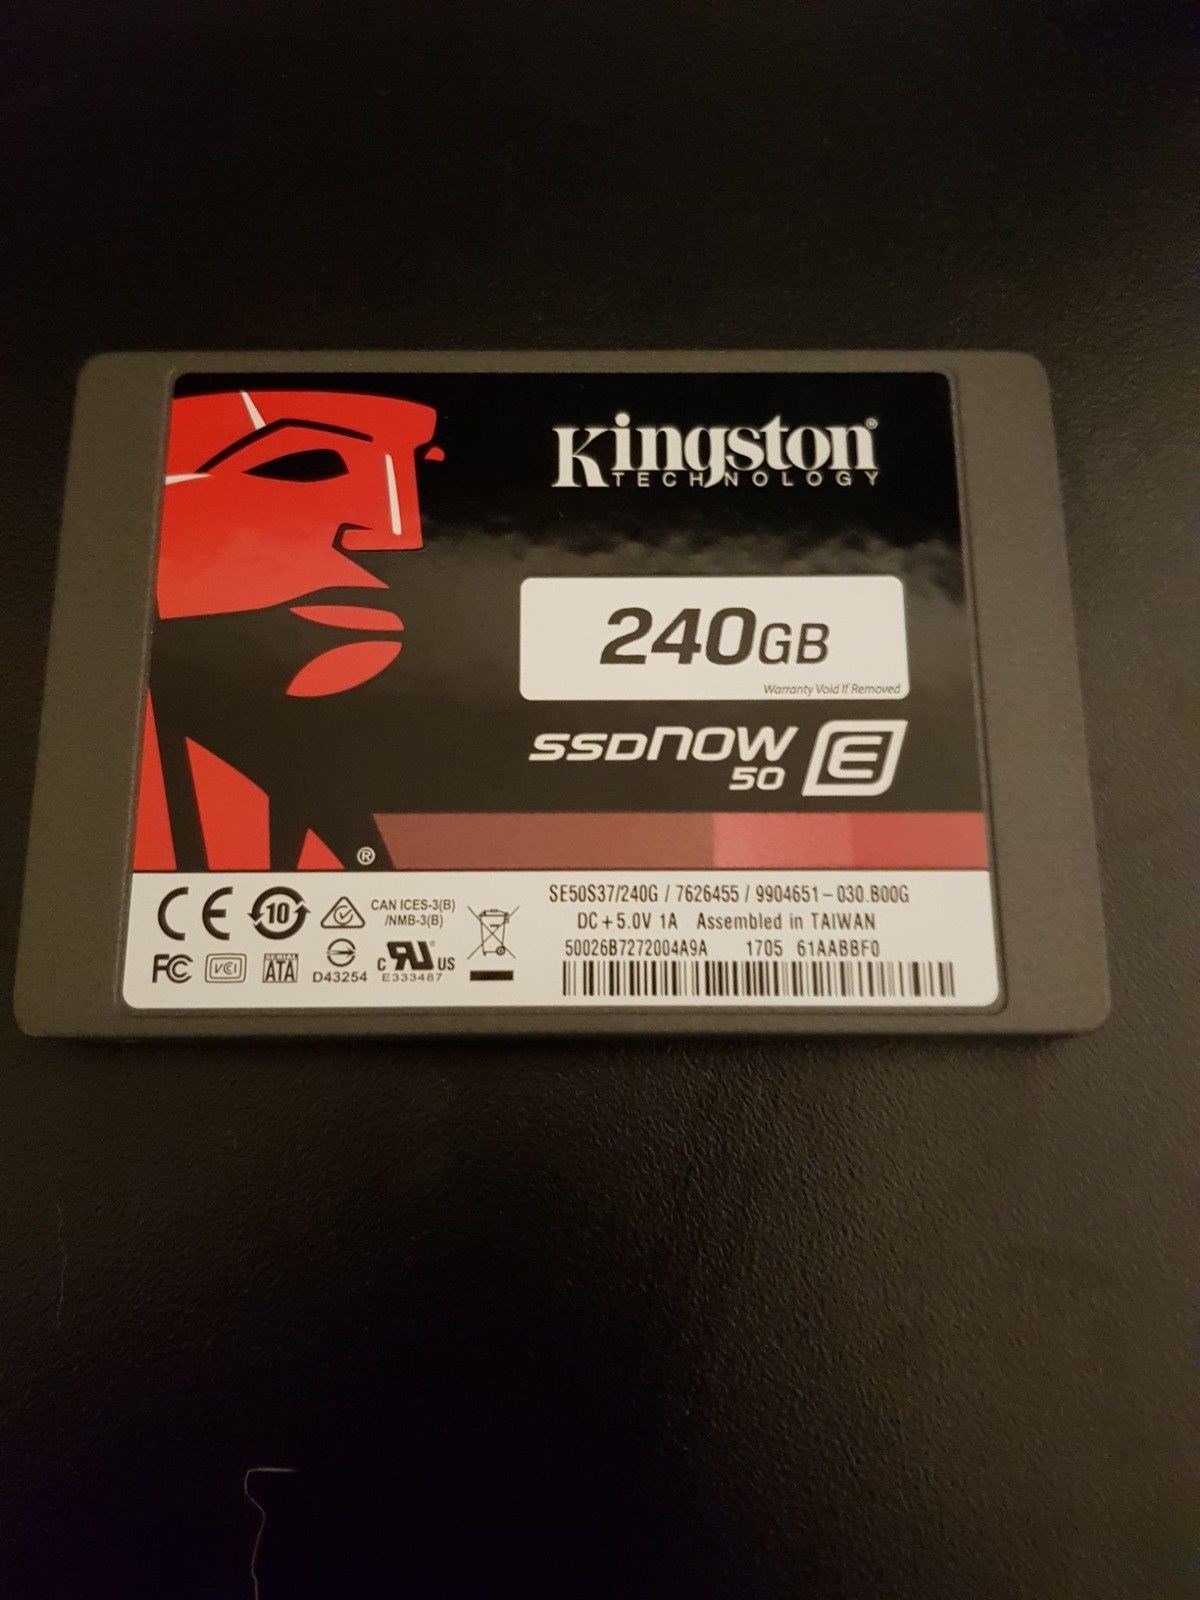 Kingston®
TECHNOLOGY
240GB
Warranty Void If Removed
SSDNOW E
50
®
CE 10 CAN ICES-3(B)
/NMB-3(B)
FC VCI SERIAL
ATA D43254 C RU US
E333487
SE50S37/240G / 7626455 / 9904651-030.B00G
DC+5.0V 1A Assembled in TAIWAN
50026B7272004A9A 1705 61AABBF0